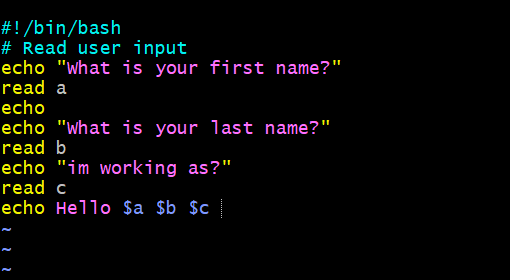 #!/bin/bash
# Read user input
echo "What is your first name?"
read a
echo
echo "What is your last name?"
read b
echo "im working as?"
read c
echo Hello $a $b $c
~
~
~